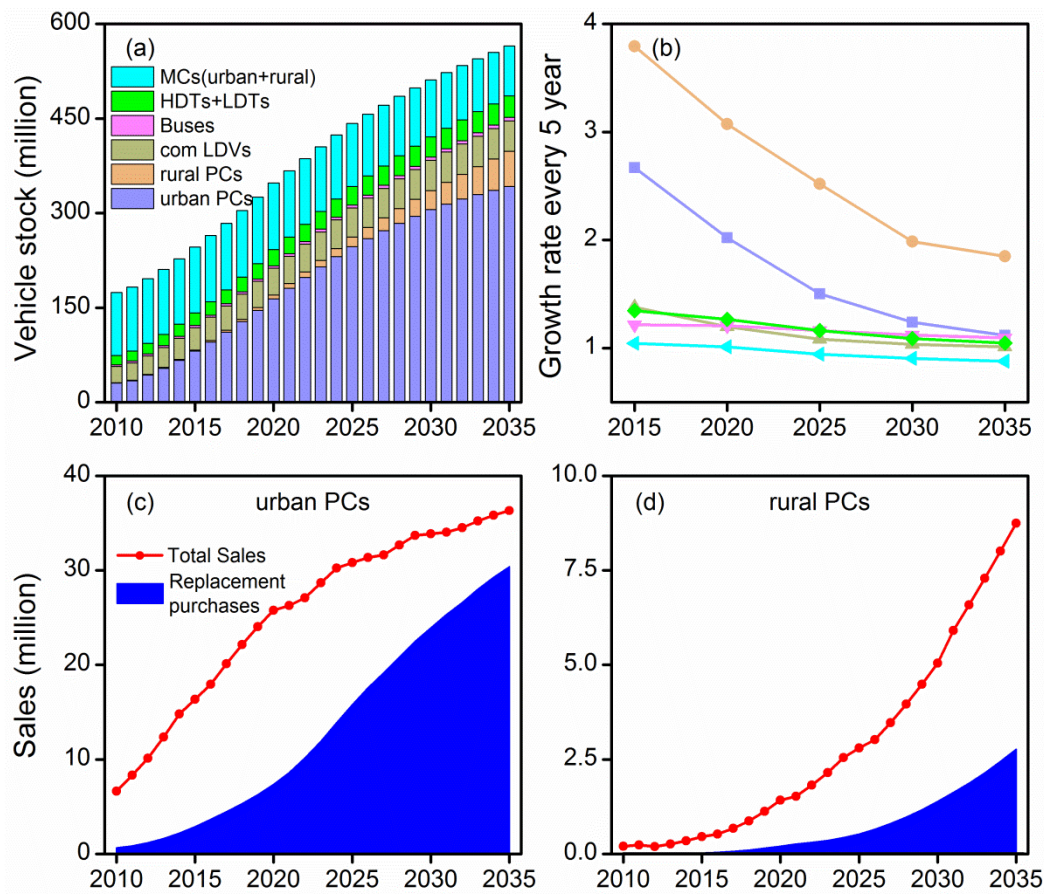 Vehicle stock (million)
600
450
300
150
0
(a)
MCs(urban+rural)
HDTs+LDTs
Buses
com LDVs
rural PCs
urban PCs
2010 2015 2020 2025 2030 2035
Growth rate every 5 year
4
3
2
1
(b)
2015 2020 2025 2030 2035
Sales (million)
40
30
20
10
0
(c) urban PCs
Total Sales
Replacement
purchases
2010 2015 2020 2025 2030 2035
10.0
7.5
5.0
2.5
0.0
(d) rural PCs
2010 2015 2020 2025 2030 2035